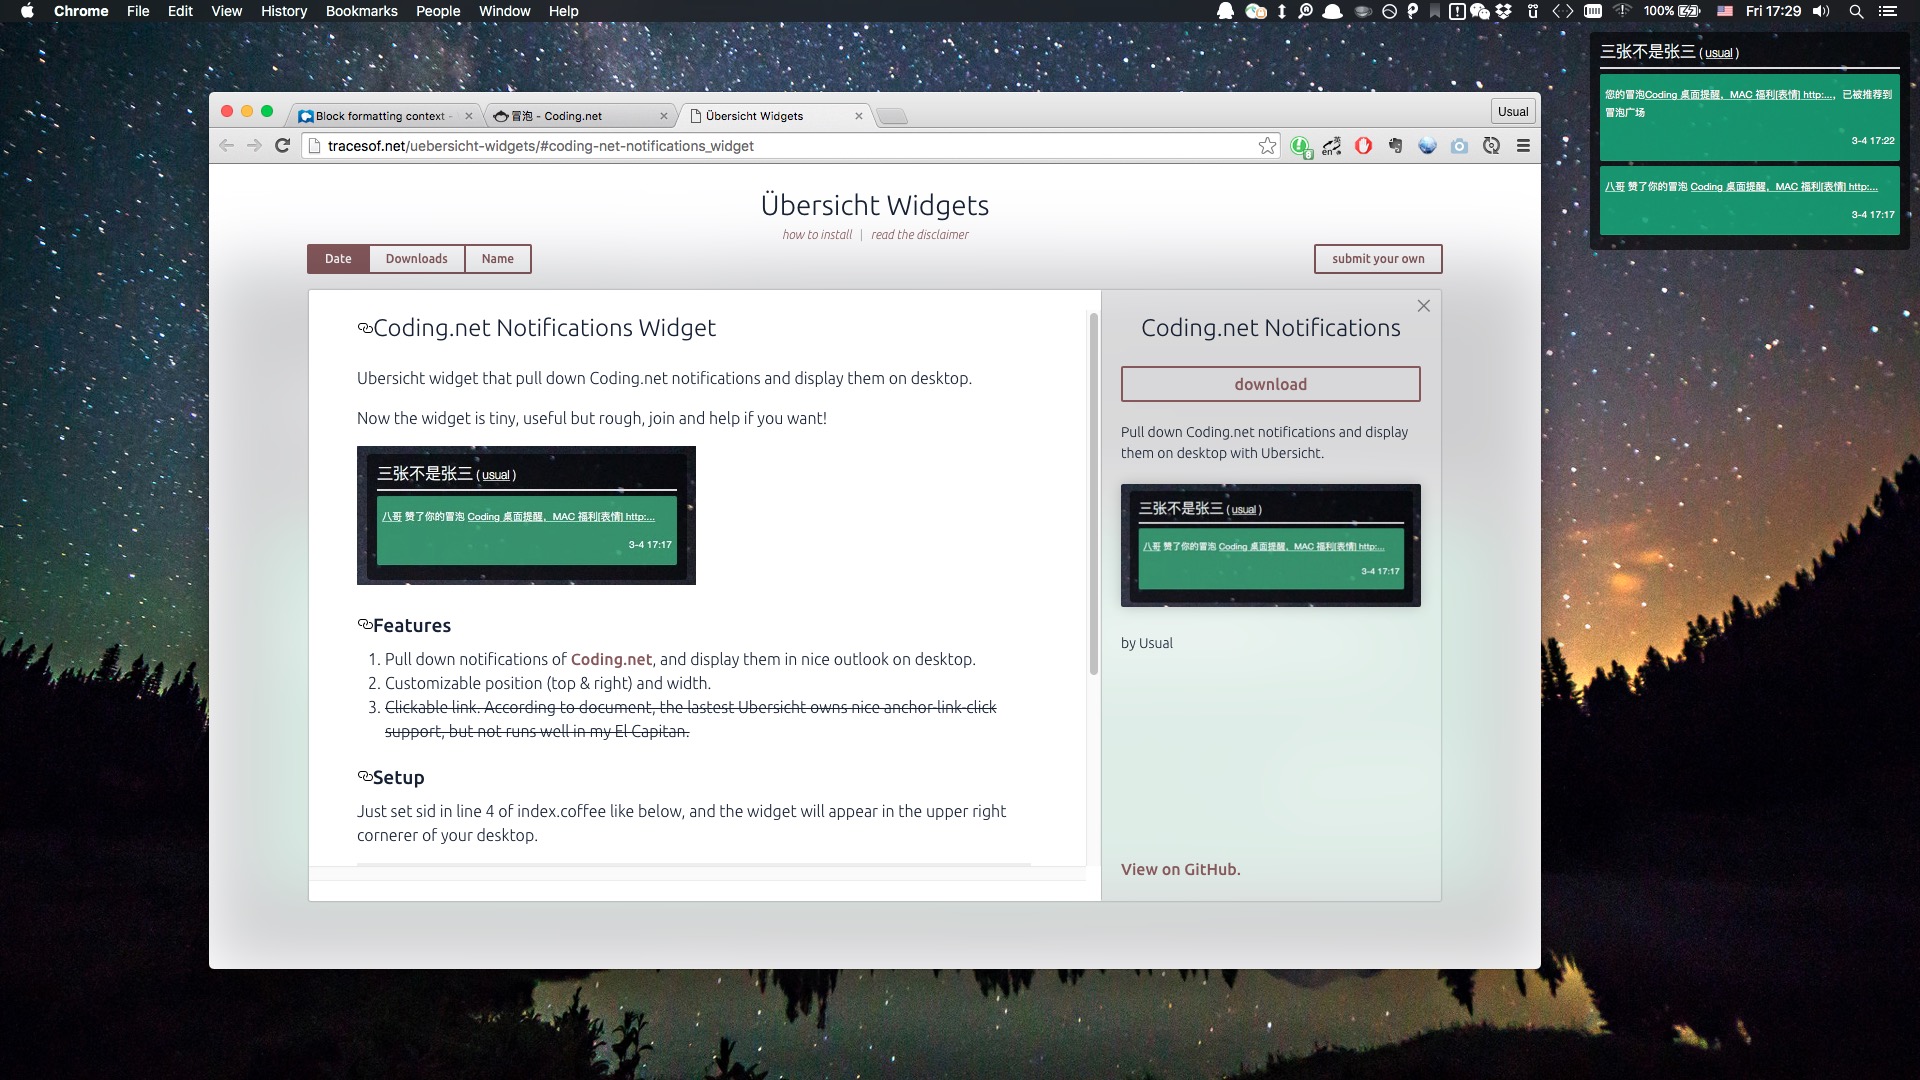 Chrome File Edit View History Bookmarks People Window Help
100% Fri 17:29
三张不是张三 ( usual )
您的冒泡Coding 桌面提醒，MAC 福利[表情] http:...，已被推荐到
冒泡广场
3-4 17:22
八哥 赞了你的冒泡 Coding 桌面提醒，MAC 福利[表情] http:...
3-4 17:17
Block formatting context -
冒泡 - Coding.net
Übersicht Widgets
Usual
tracesof.net/uebersicht-widgets/#coding-net-notifications_widget
Übersicht Widgets
how to install | read the disclaimer
Date Downloads Name
submit your own
Coding.net Notifications Widget
Ubersicht widget that pull down Coding.net notifications and display them on desktop.
Now the widget is tiny, useful but rough, join and help if you want!
三张不是张三 ( usual )
八哥 赞了你的冒泡 Coding 桌面提醒，MAC 福利[表情] http:...
3-4 17:17
Features
1. Pull down notifications of Coding.net, and display them in nice outlook on desktop.
2. Customizable position (top & right) and width.
3. Clickable link. According to document, the lastest Ubersicht owns nice anchor-link-click
support, but not runs well in my El Capitan.
Setup
Just set sid in line 4 of index.coffee like below, and the widget will appear in the upper right
cornerer of your desktop.
Coding.net Notifications
download
Pull down Coding.net notifications and display
them on desktop with Ubersicht.
三张不是张三 ( usual )
八哥 赞了你的冒泡 Coding 桌面提醒，MAC 福利[表情] http:...
3-4 17:17
by Usual
View on GitHub.